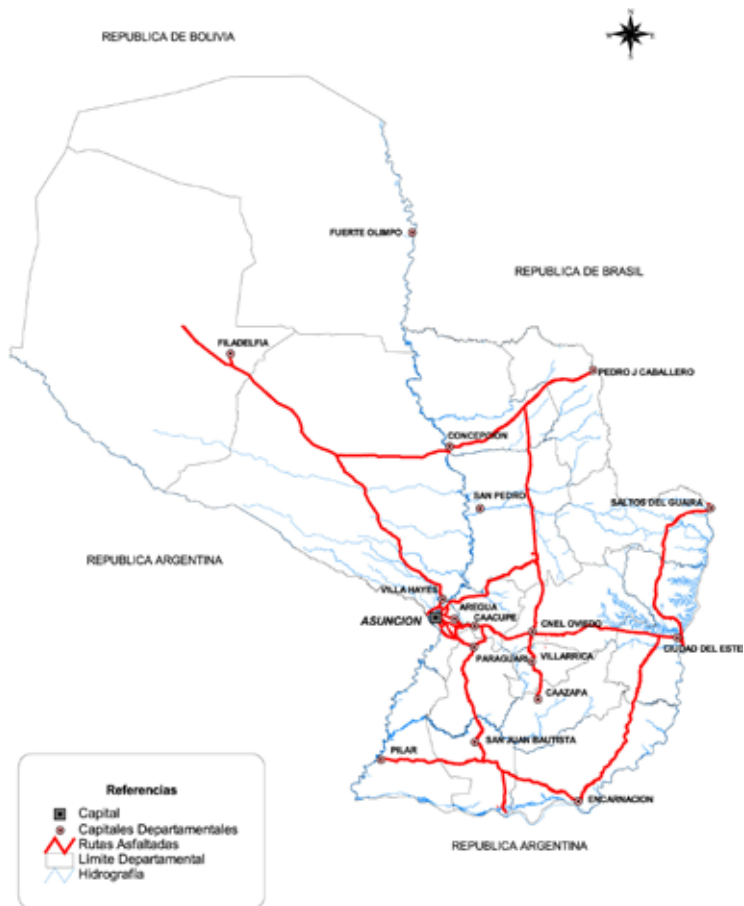 REPUBLICA DE BOLIVIA
N
FUERTE OLIMPO
REPUBLICA DE BRASIL
FILADELFIA
PEDRO J CABALLERO
CONCEPCION
SAN PEDRO
SALTOS DEL GUAIRA
REPUBLICA ARGENTINA
VILLA HAYES
AREGUA
ASUNCION
CAACUPE
CNEL OVIEDO
CIUDAD DEL ESTE
PARAGUARI
VILLARRICA
CAAZAPA
SAN JUAN BAUTISTA
PILAR
ENCARNACION
REPUBLICA ARGENTINA
Referencias
Capital
Capitales Departamentales
Rutas Asfaltadas
Límite Departamental
Hidrografía